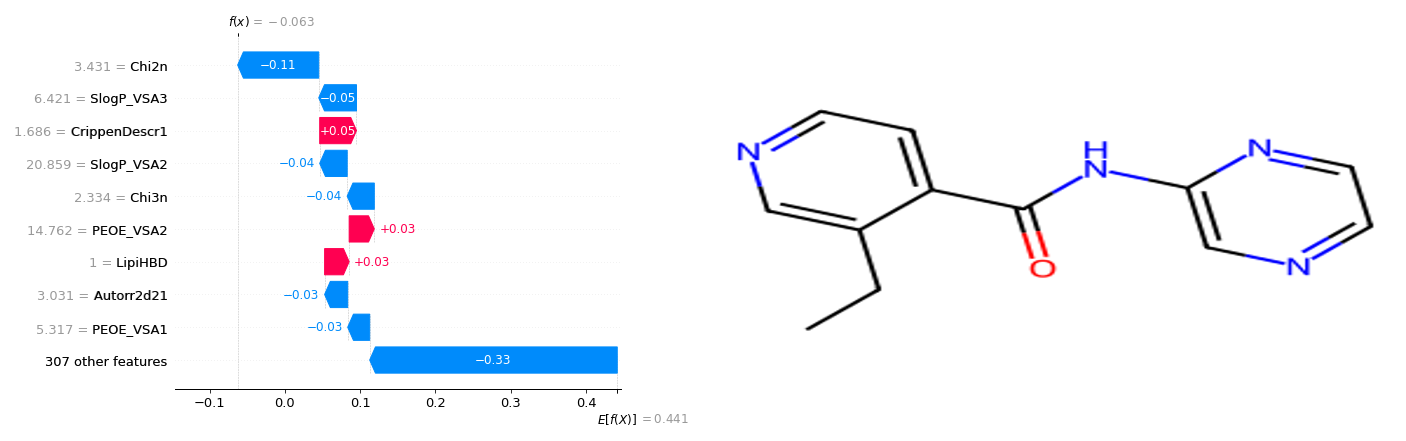 f(x) = −0.063
3.431 = Chi2n
−0.11
6.421 = SlogP_VSA3
−0.05
1.686 = CrippenDescr1
+0.05
20.859 = SlogP_VSA2
−0.04
2.334 = Chi3n
−0.04
14.762 = PEOE_VSA2
+0.03
1 = LipiHBD
+0.03
3.031 = Autorr2d21
−0.03
5.317 = PEOE_VSA1
−0.03
307 other features
−0.33
−0.1 0.0 0.1 0.2 0.3 0.4
E[f(X)] = 0.441
N
H
N
O
N
N